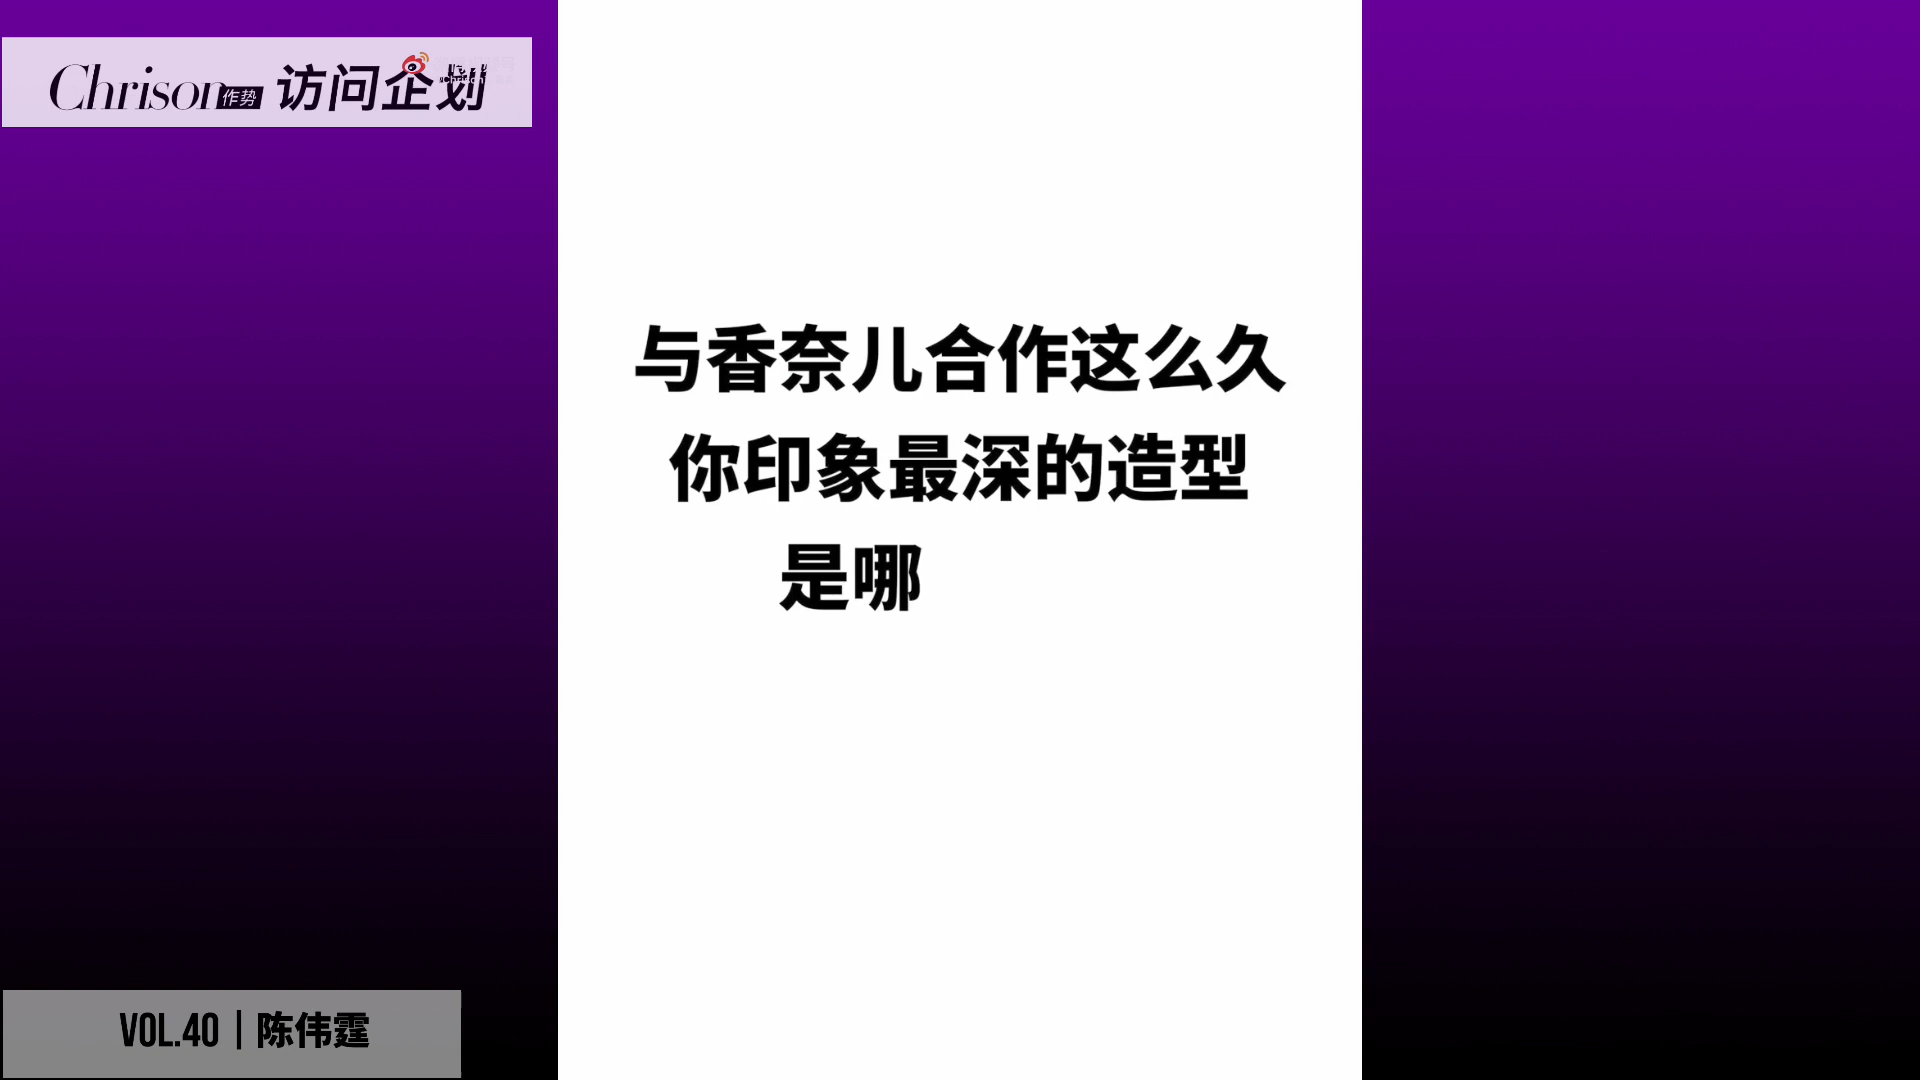 Chrison作势 访问企划
与香奈儿合作这么久
你印象最深的造型
是哪
VOL.40 | 陈伟霆